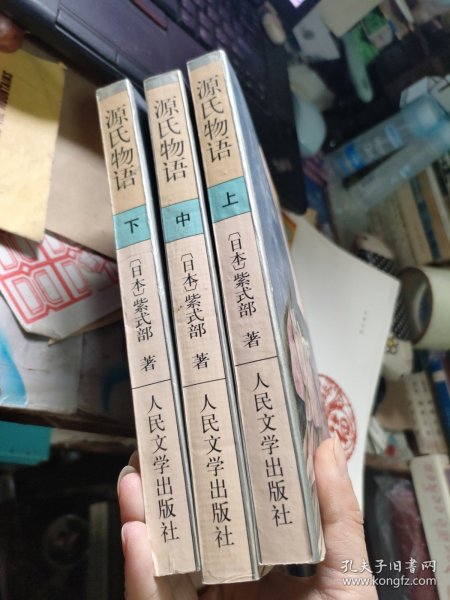 源氏物语
下
〔日本〕紫式部 著
人民文学出版社
源氏物语
中
〔日本〕紫式部 著
人民文学出版社
源氏物语
上
〔日本〕紫式部 著
人民文学出版社
孔夫子旧书网
www.kongfz.com